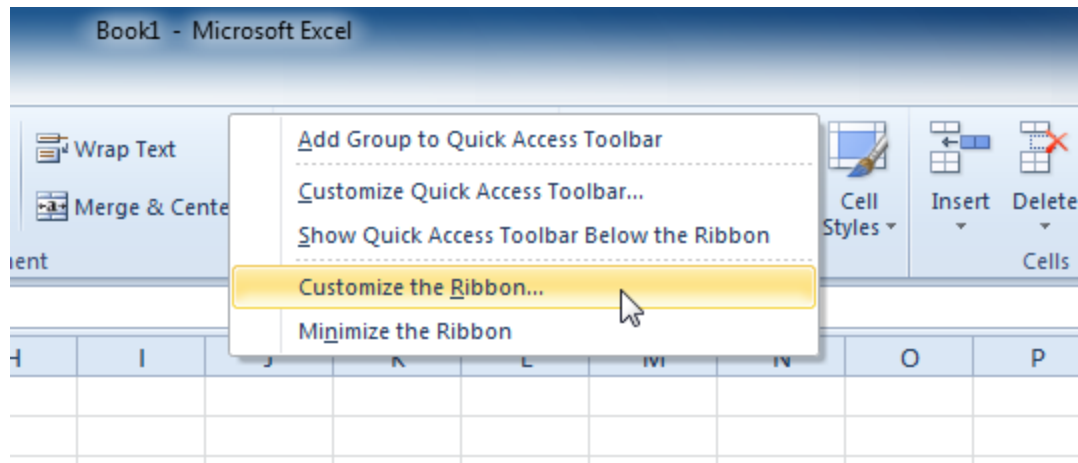 Book1 - Microsoft Excel
Wrap Text
Merge & Cente
ent
Add Group to Quick Access Toolbar
Customize Quick Access Toolbar...
Show Quick Access Toolbar Below the Ribbon
Customize the Ribbon...
Minimize the Ribbon
Cell
Styles
Insert
Delete
Cells
H I J K L M N O P